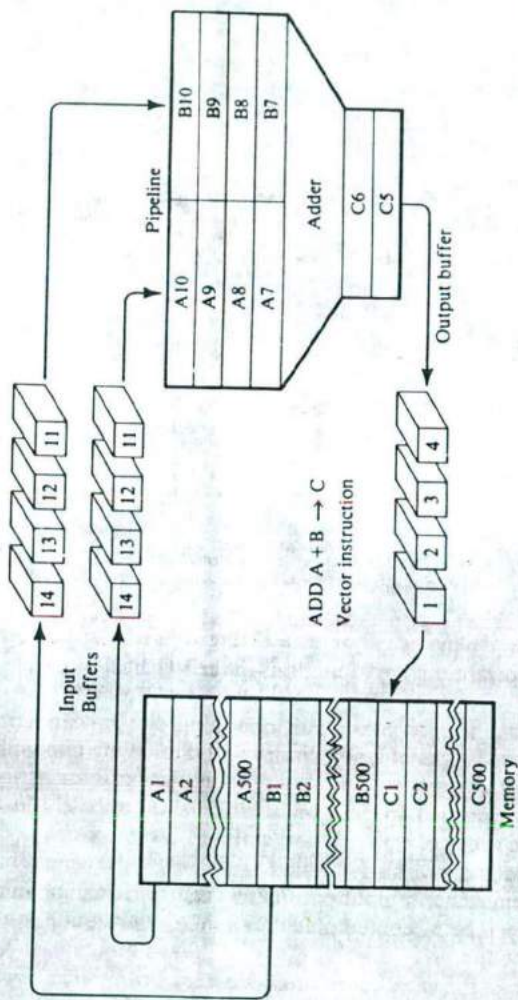 14
13
12
11
14
13
12
11
Input
Buffers
A1
A2
A500
B1
B2
B500
C1
C2
C500
Memory
ADD A + B → C
Vector instruction
1
2
3
4
Pipeline
A10
B10
A9
B9
A8
B8
A7
B7
Adder
C6
C5
Output buffer